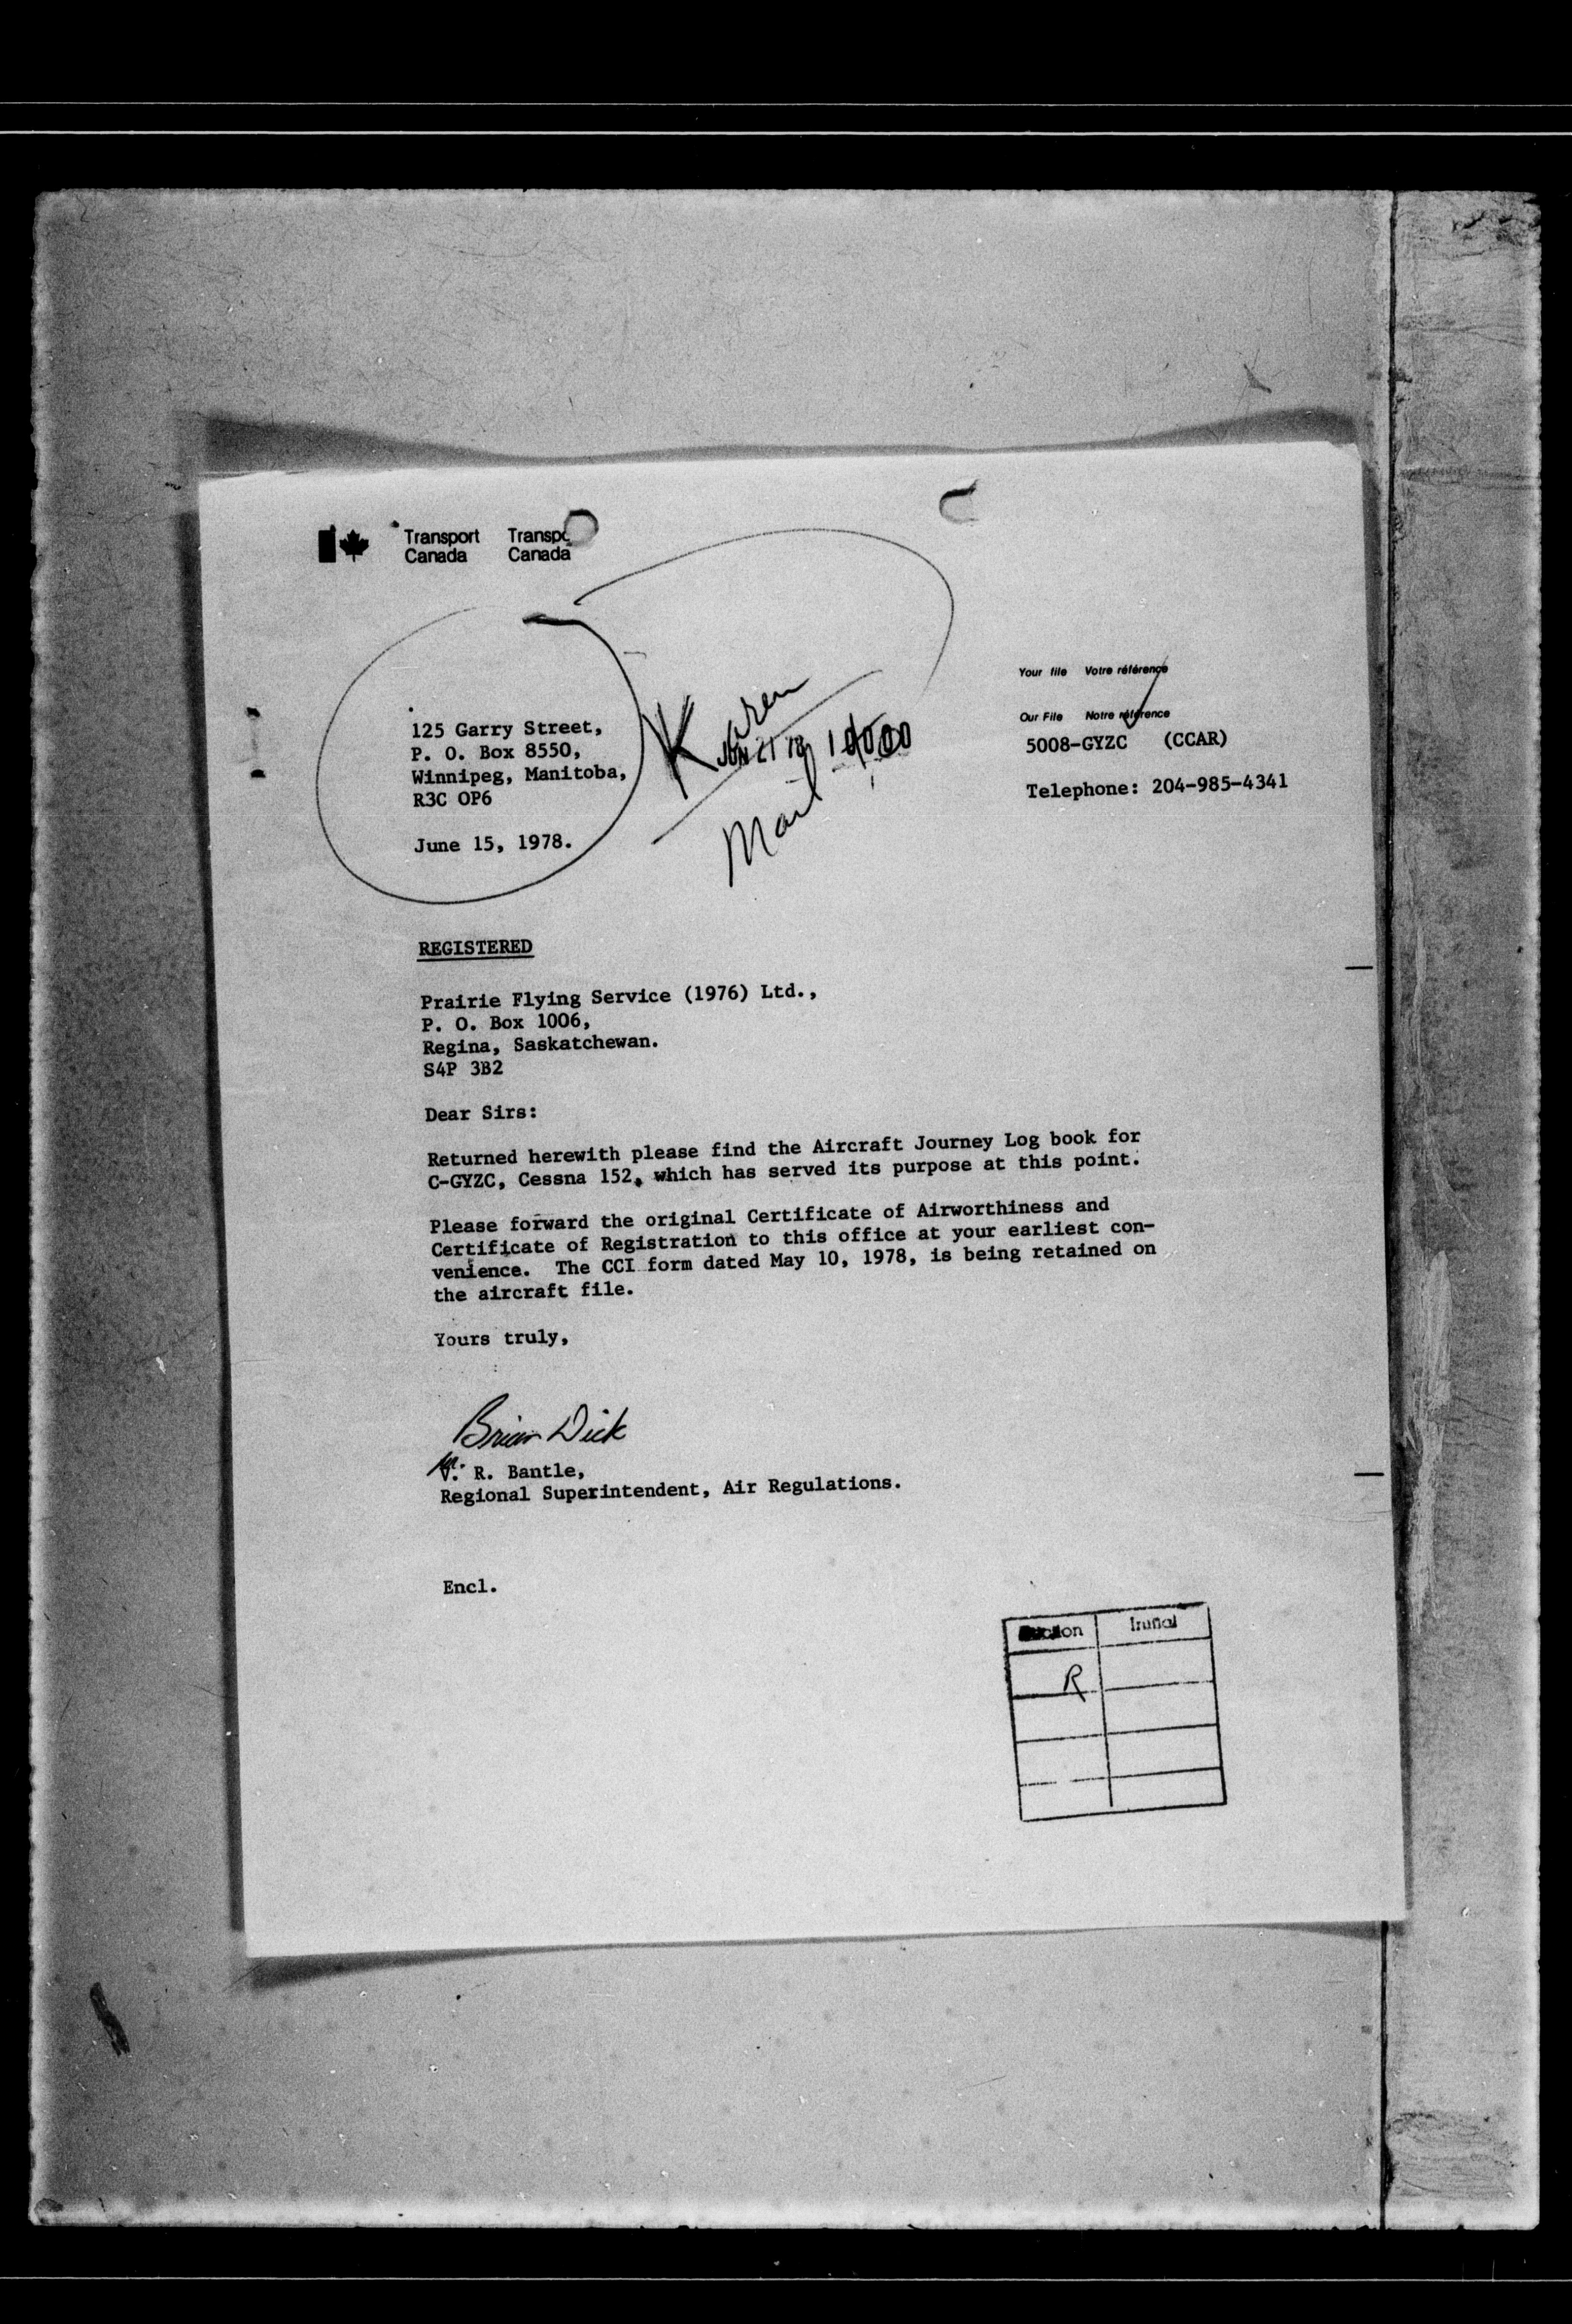 Transport Canada
Canada Canada
Your file Votre référence
Our File Notre référence
5008-GYZC (CCAR)
Telephone: 204-985-4341
125 Garry Street,
P. O. Box 8550,
Winnipeg, Manitoba,
R3C OP6
June 15, 1978.
Karen
JUN 21 78
Mail
REGISTERED
Prairie Flying Service (1976) Ltd.,
P. O. Box 1006,
Regina, Saskatchewan.
S4P 3B2
Dear Sirs:
Returned herewith please find the Aircraft Journey Log book for
C-GYZC, Cessna 152, which has served its purpose at this point.
Please forward the original Certificate of Airworthiness and
Certificate of Registration to this office at your earliest con-
venience. The CCI form dated May 10, 1978, is being retained on
the aircraft file.
Yours truly,
Brian Dick
V. R. Bantle,
Regional Superintendent, Air Regulations.
Encl.
Initial
R